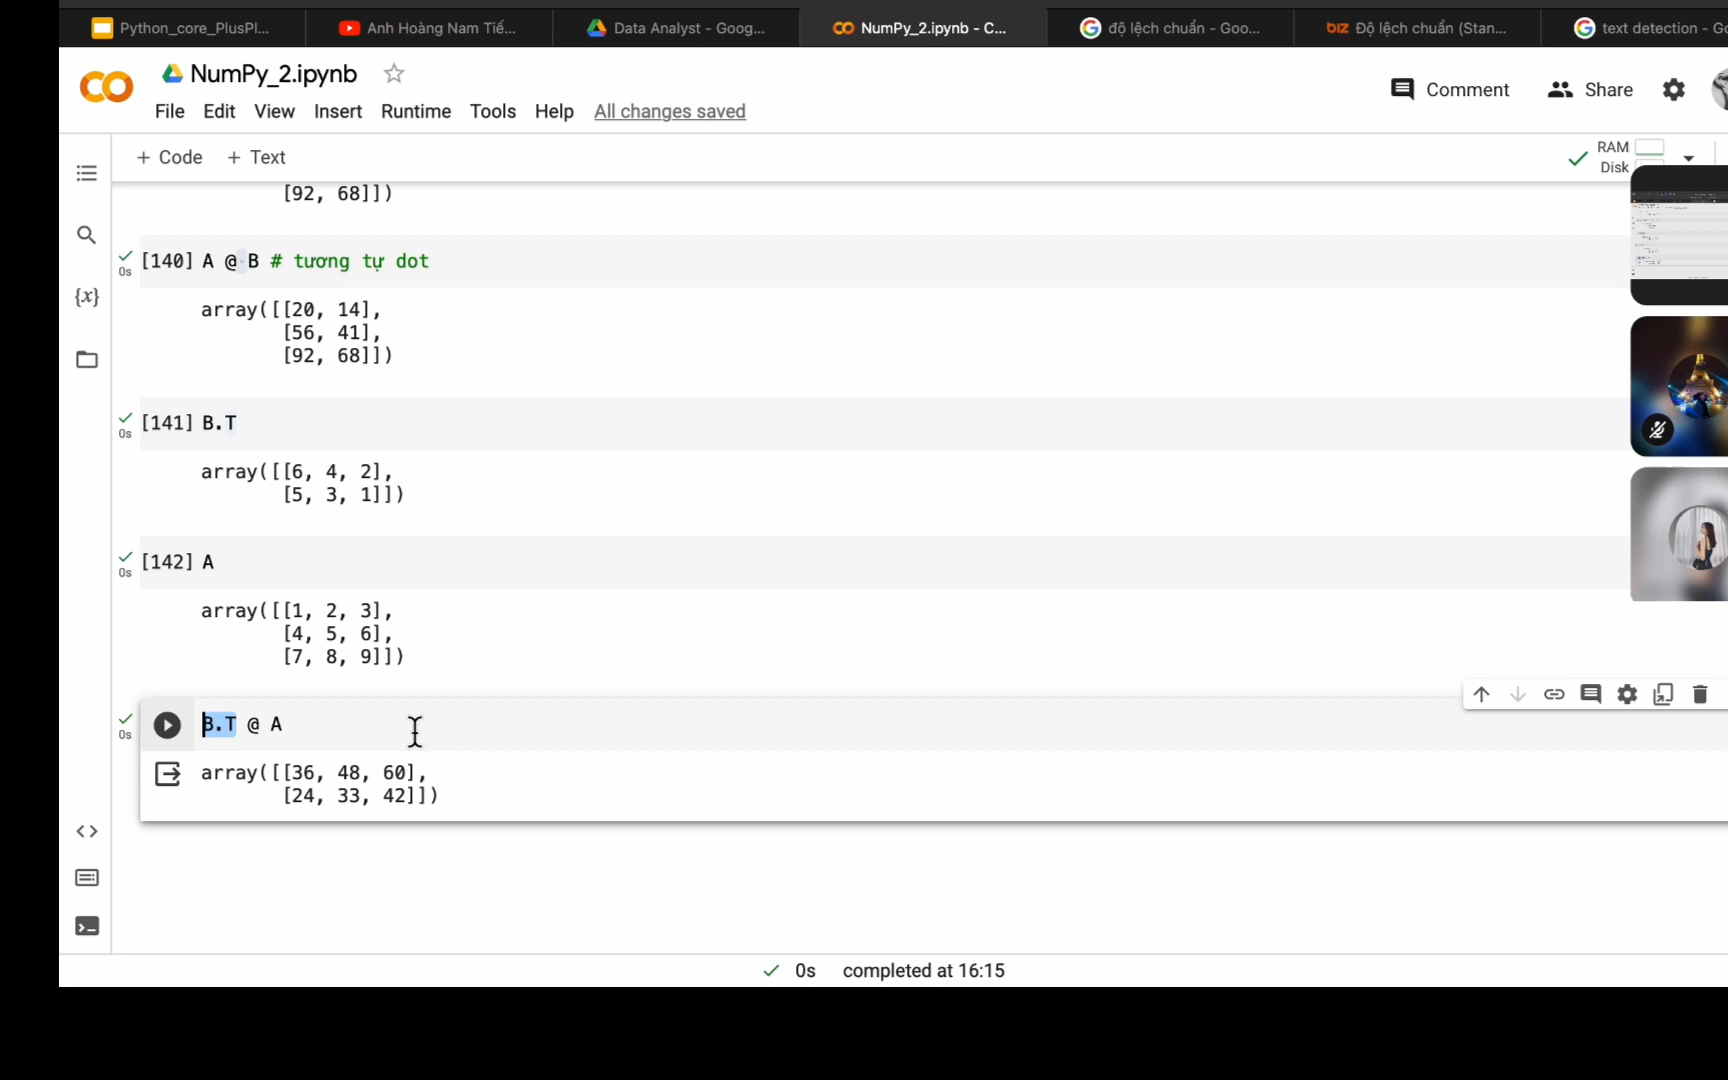 Python_core_PlusPl...
Anh Hoàng Nam Tiế...
Data Analyst - Goog...
NumPy_2.ipynb - C...
độ lệch chuẩn - Goo...
biz Độ lệch chuẩn (Stan...
text detection - Go
NumPy_2.ipynb
Comment
Share
File Edit View Insert Runtime Tools Help All changes saved
+ Code + Text
RAM
Disk
[92, 68]])
[140] A @ B # tương tự dot
0s
array([[20, 14],
[56, 41],
[92, 68]])
[141] B.T
0s
array([[6, 4, 2],
[5, 3, 1]])
[142] A
0s
array([[1, 2, 3],
[4, 5, 6],
[7, 8, 9]])
B.T @ A
0s
array([[36, 48, 60],
[24, 33, 42]])
0s completed at 16:15